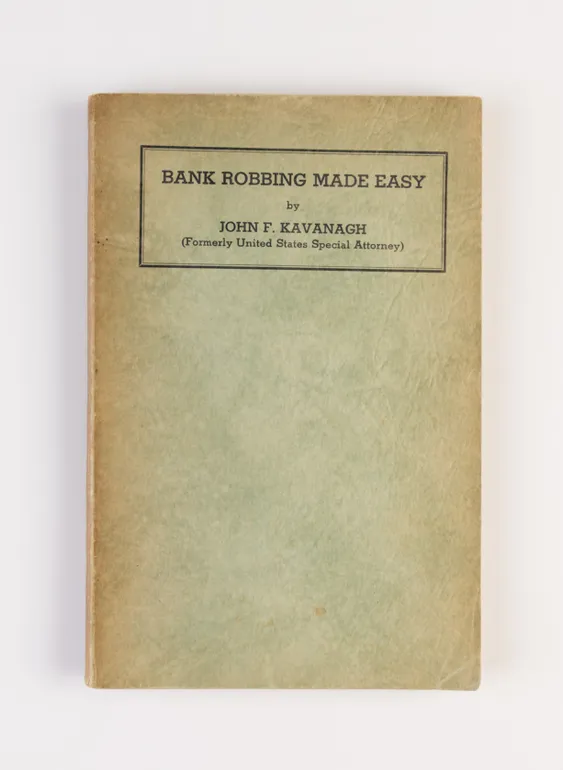 BANK ROBBING MADE EASY
by
JOHN F. KAVANAGH
(Formerly United States Special Attorney)